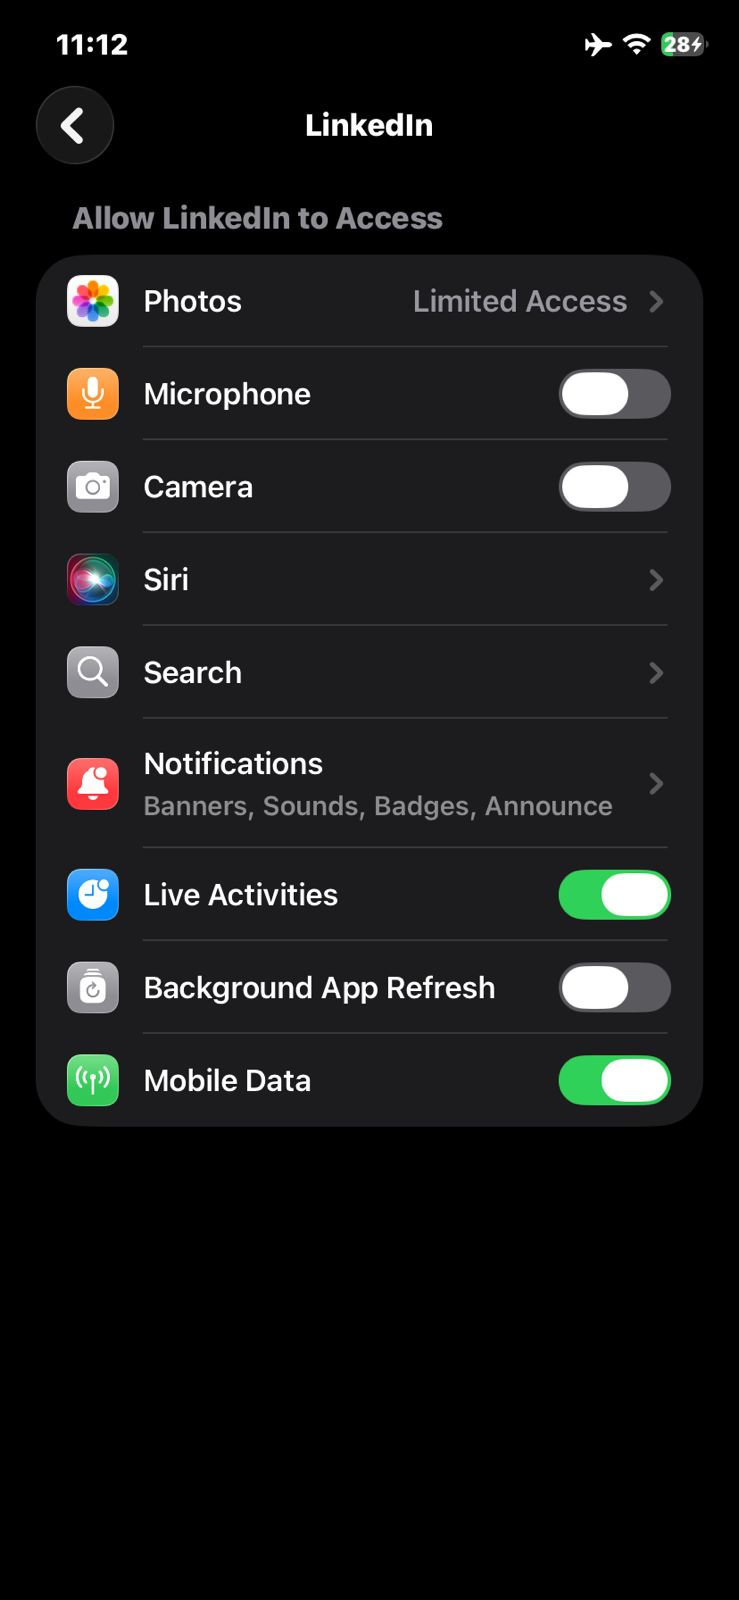 11:12
28
LinkedIn
Allow LinkedIn to Access
Photos Limited Access
Microphone
Camera
Siri
Search
Notifications
Banners, Sounds, Badges, Announce
Live Activities
Background App Refresh
Mobile Data